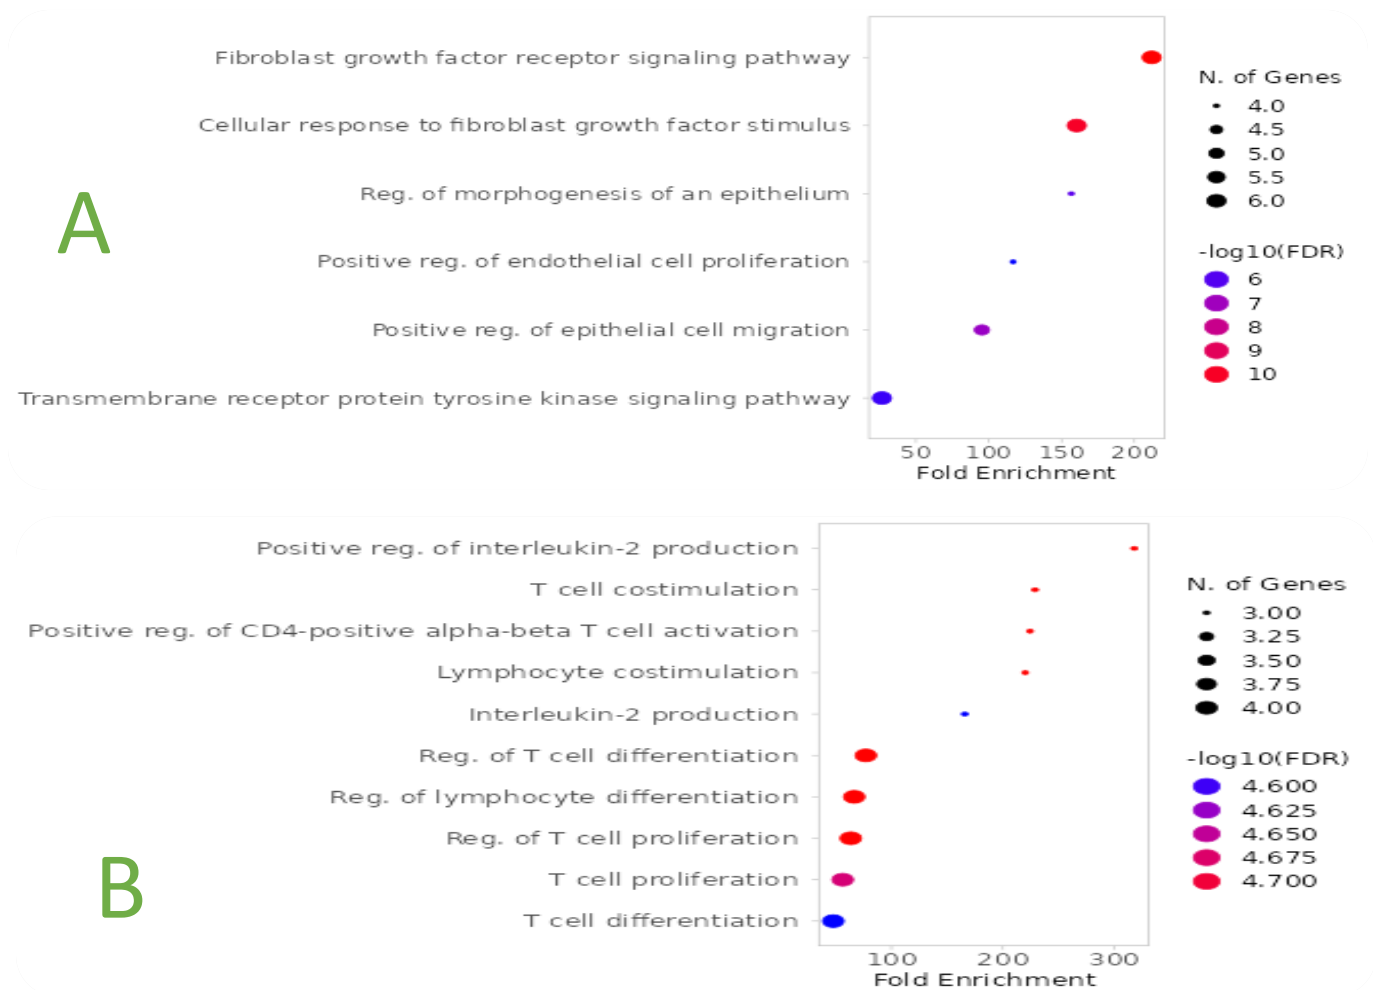 Fibroblast growth factor receptor signaling pathway
Cellular response to fibroblast growth factor stimulus
Reg. of morphogenesis of an epithelium
Positive reg. of endothelial cell proliferation
Positive reg. of epithelial cell migration
Transmembrane receptor protein tyrosine kinase signaling pathway
A
50 100 150 200
Fold Enrichment
N. of Genes
4.0
4.5
5.0
5.5
6.0
-log10(FDR)
6
7
8
9
10
Positive reg. of interleukin-2 production
T cell costimulation
Positive reg. of CD4-positive alpha-beta T cell activation
Lymphocyte costimulation
Interleukin-2 production
Reg. of T cell differentiation
Reg. of lymphocyte differentiation
Reg. of T cell proliferation
T cell proliferation
T cell differentiation
B
100 200 300
Fold Enrichment
N. of Genes
3.00
3.25
3.50
3.75
4.00
-log10(FDR)
4.600
4.625
4.650
4.675
4.700